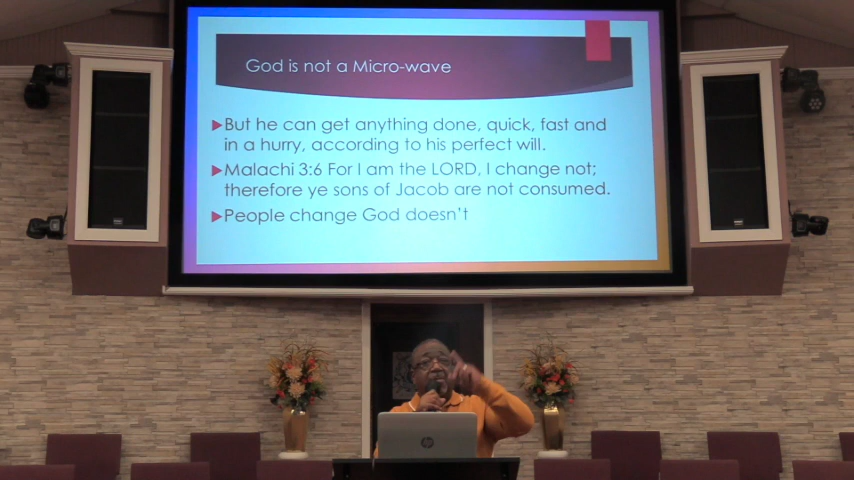 God is not a Micro-wave
But he can get anything done, quick, fast and
in a hurry, according to his perfect will.
Malachi 3:6 For I am the LORD, I change not;
therefore ye sons of Jacob are not consumed.
People change God doesn't
hp